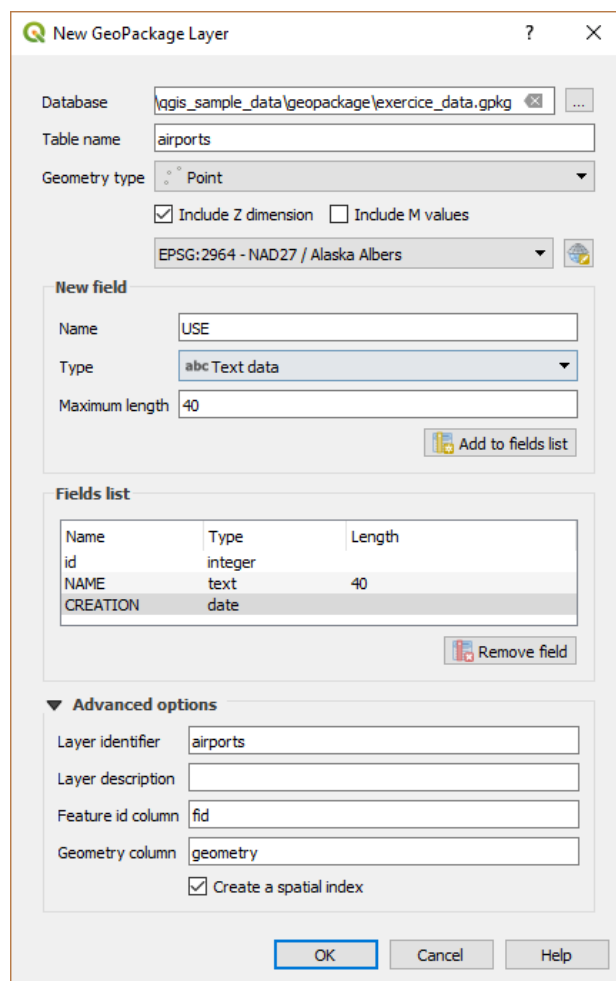 New GeoPackage Layer ?
Database \qgis_sample_data\geopackage\exercice_data.gpkg ...
Table name airports
Geometry type Point
Include Z dimension Include M values
EPSG:2964 - NAD27 / Alaska Albers
New field
Name USE
Type abc Text data
Maximum length 40
Add to fields list
Fields list
Name Type Length
id integer
NAME text 40
CREATION date
Remove field
Advanced options
Layer identifier airports
Layer description
Feature id column fid
Geometry column geometry
Create a spatial index
OK Cancel Help